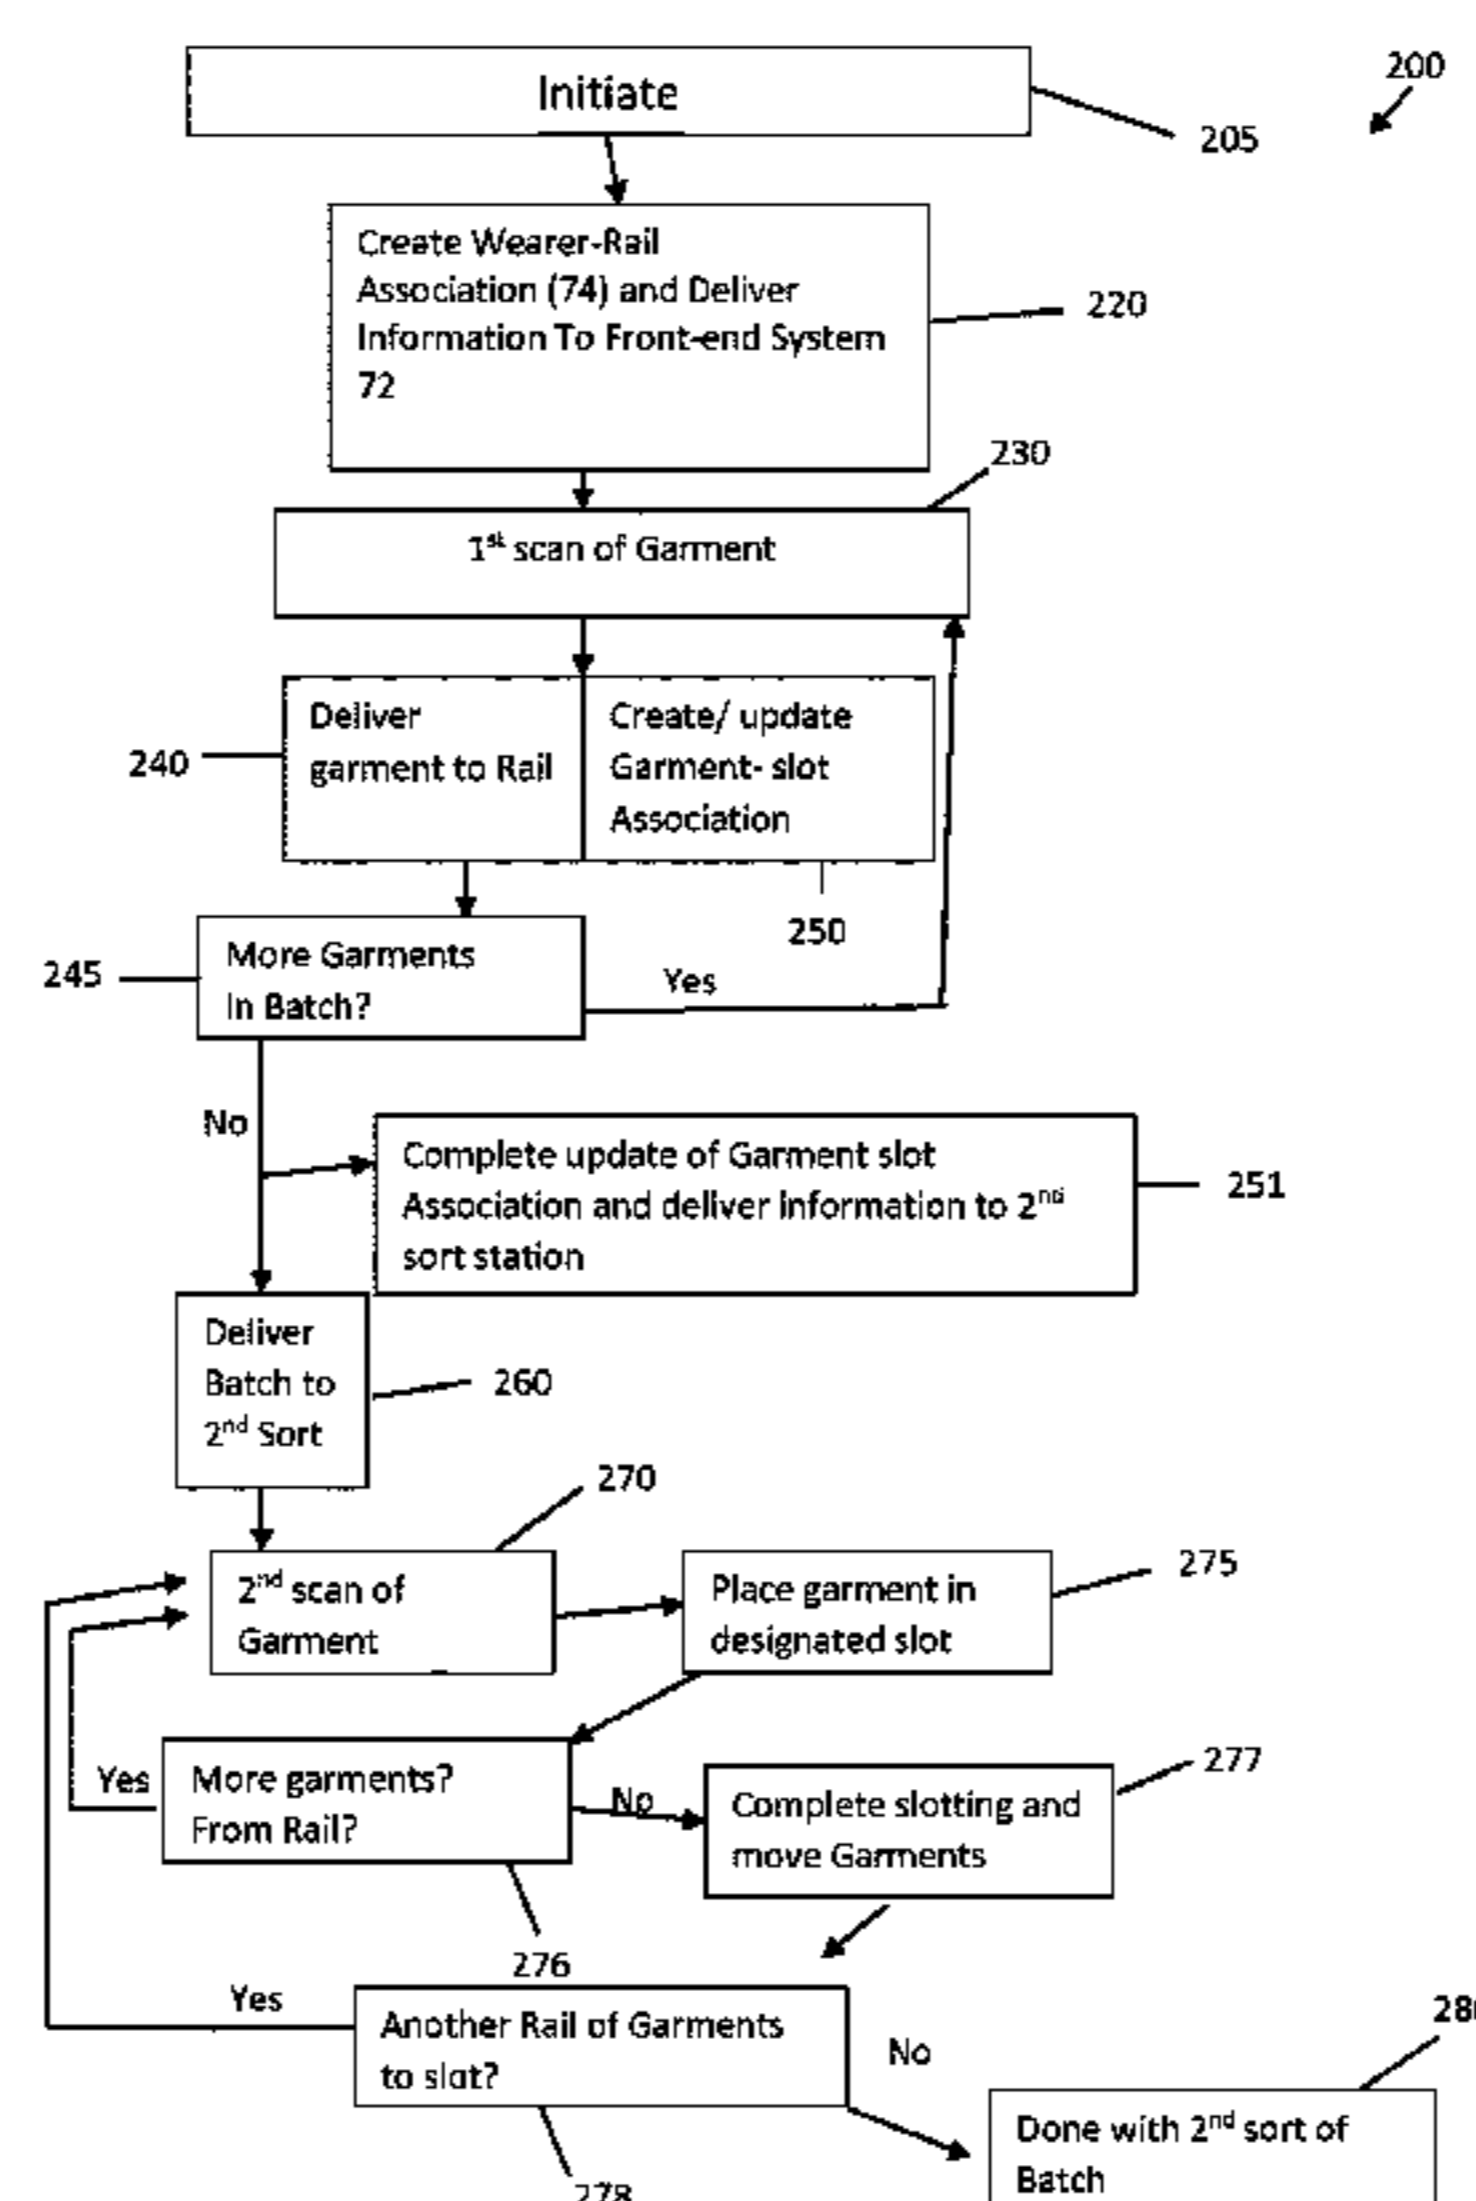 Initiate
200
205
Create Wearer-Rail
Association (74) and Deliver
Information To Front-end System
72
220
230
1st scan of Garment
Deliver
garment to Rail
Create/ update
Garment- slot
Association
240
250
More Garments
In Batch?
245
Yes
No
Complete update of Garment slot
Association and deliver information to 2nd
sort station
251
Deliver
Batch to
2nd Sort
260
270
2nd scan of
Garment
Place garment in
designated slot
275
Yes
More garments?
From Rail?
No
Complete slotting and
move Garments
277
276
Yes
Another Rail of Garments
to slot?
No
278
Done with 2nd sort of
Batch